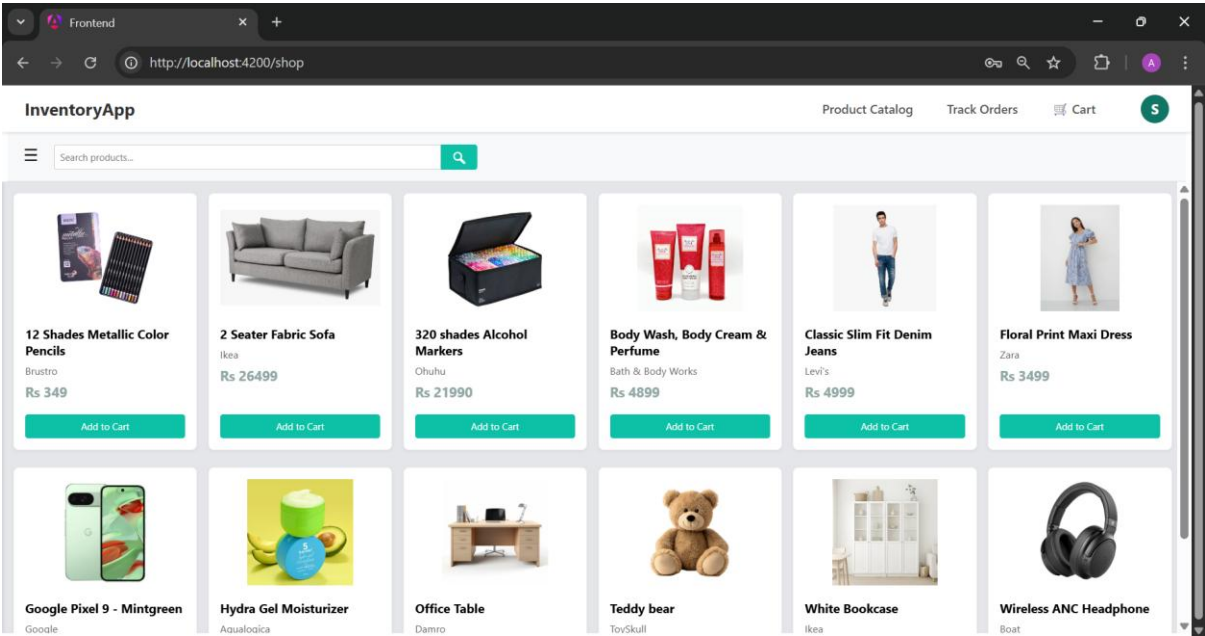 Frontend
http://localhost:4200/shop
A
InventoryApp
Product Catalog
Track Orders
Cart
S
Search products...
12 Shades Metallic Color
Pencils
Brustro
Rs 349
Add to Cart
2 Seater Fabric Sofa
Ikea
Rs 26499
Add to Cart
320 shades Alcohol
Markers
Ohuhu
Rs 21990
Add to Cart
Body Wash, Body Cream &
Perfume
Bath & Body Works
Rs 4899
Add to Cart
Classic Slim Fit Denim
Jeans
Levi's
Rs 4999
Add to Cart
Floral Print Maxi Dress
Zara
Rs 3499
Add to Cart
Google Pixel 9 - Mintgreen
Google
Hydra Gel Moisturizer
Aqualogica
Office Table
Damro
Teddy bear
ToySkull
White Bookcase
Ikea
Wireless ANC Headphone
Boat